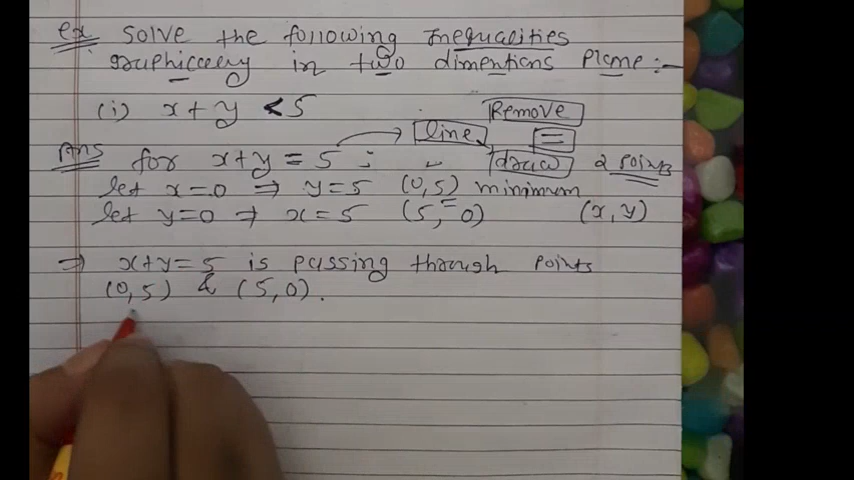 ex Solve the following Inequalities
graphically in two dimentions Plane :-
(i) x + y < 5 Remove
line =
Ans for x+y = 5 : draw 2 points
let x=0 ⇒ y=5 (0,5) minimum
let y=0 ⇒ x=5 (5,0) (x,y)
⇒ x+y=5 is passing through points
(0,5) & (5,0).